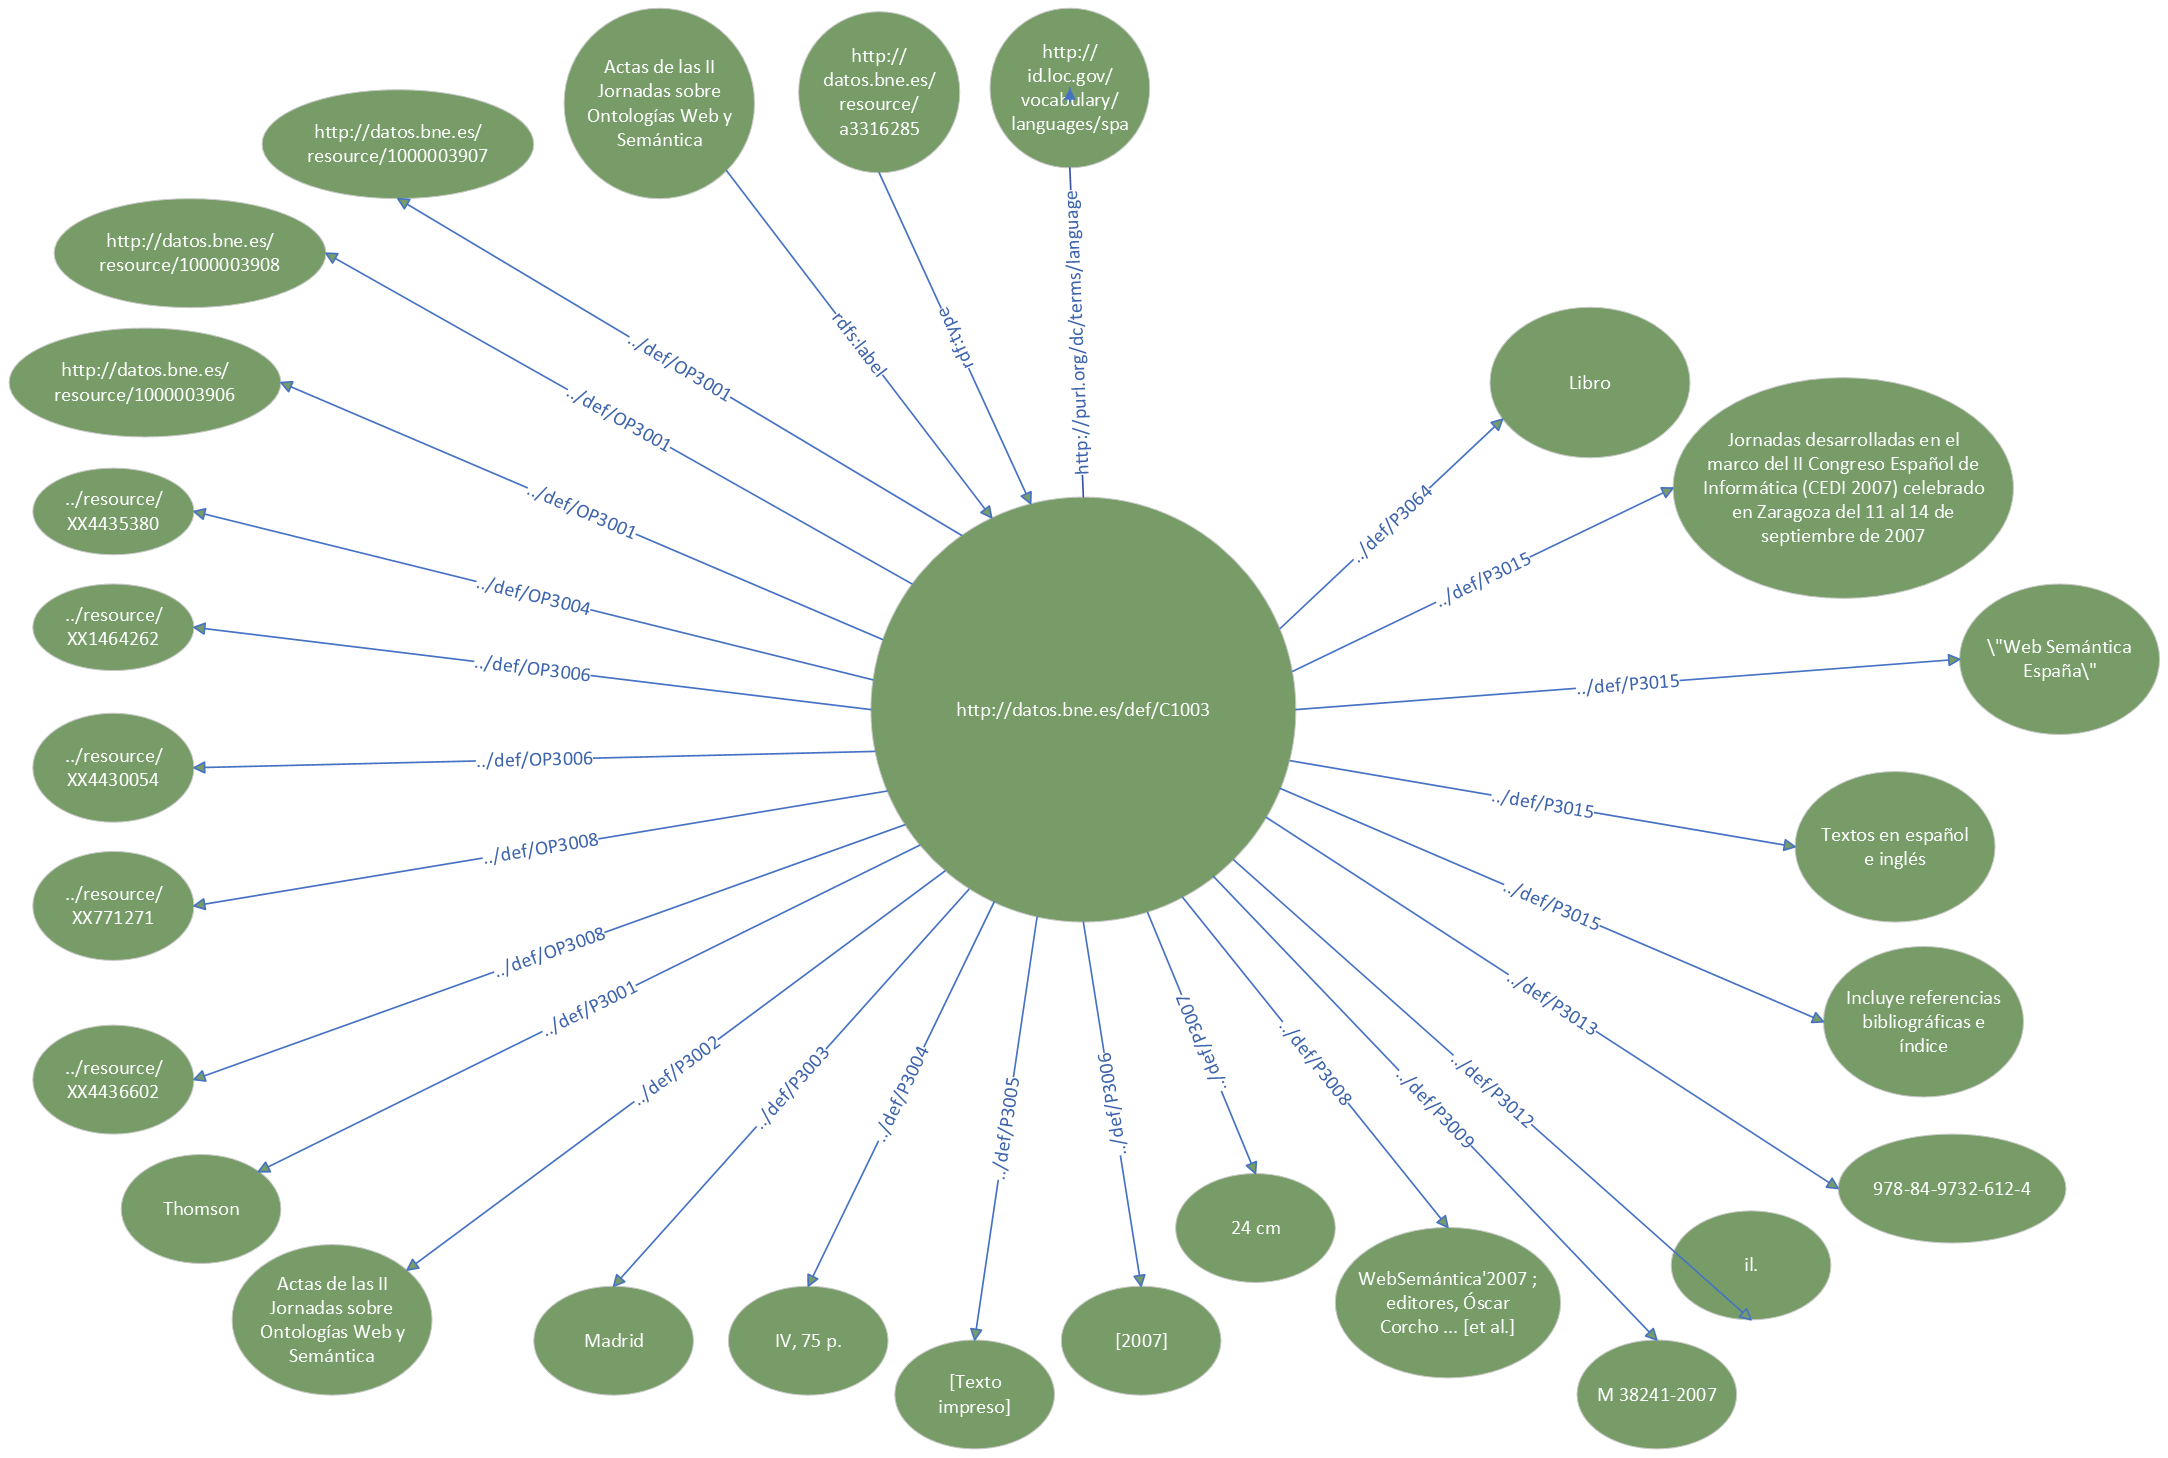 Actas de las II
Jornadas sobre
Ontologías Web y
Semántica
http://
datos.bne.es/
resource/
a3316285
http://
id.loc.gov/
vocabulary/
languages/spa
http://datos.bne.es/
resource/1000003907
http://datos.bne.es/
resource/1000003908
http://datos.bne.es/
resource/1000003906
../resource/
XX4435380
../resource/
XX1464262
../resource/
XX4430054
../resource/
XX771271
../resource/
XX4436602
Thomson
Actas de las II
Jornadas sobre
Ontologías Web y
Semántica
Madrid
IV, 75 p.
[Texto
impreso]
[2007]
24 cm
WebSemántica'2007 ;
editores, Óscar
Corcho ... [et al.]
M 38241-2007
il.
978-84-9732-612-4
Incluye referencias
bibliográficas e
índice
Textos en español
e inglés
\"Web Semántica
España\"
Jornadas desarrolladas en el
marco del II Congreso Español de
Informática (CEDI 2007) celebrado
en Zaragoza del 11 al 14 de
septiembre de 2007
Libro
http://datos.bne.es/def/C1003
rdfs:label
rdf:type
http://purl.org/dc/terms/language
../def/OP3001
../def/OP3001
../def/OP3001
../def/OP3004
../def/OP3006
../def/OP3006
../def/OP3008
../def/OP3008
../def/P3001
../def/P3002
../def/P3003
../def/P3004
../def/P3005
../def/P3006
../def/P3007
../def/P3008
../def/P3009
../def/P3012
../def/P3013
../def/P3015
../def/P3015
../def/P3015
../def/P3015
../def/P3064